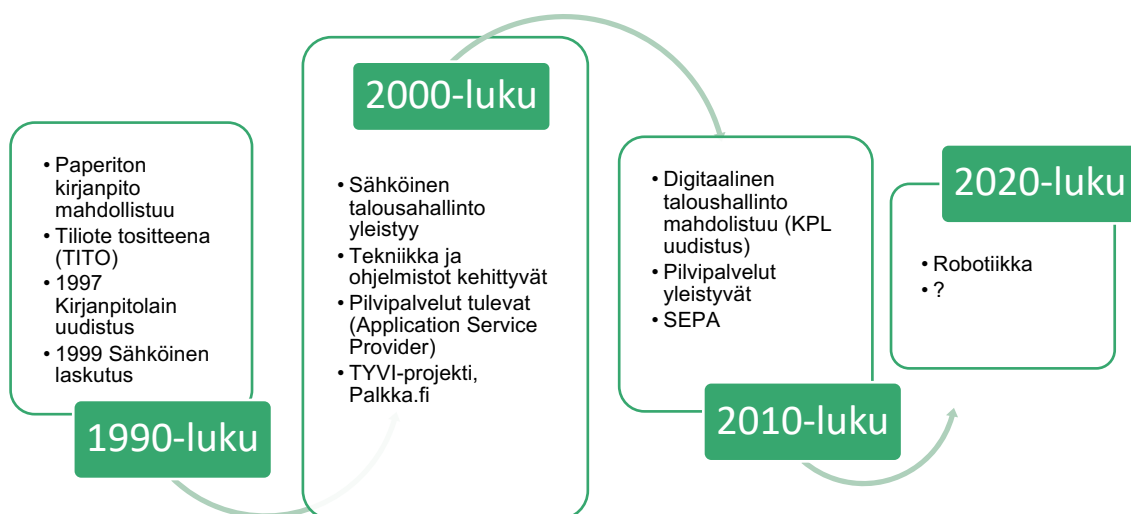 • Paperiton
kirjanpito
mahdollistuu
• Tiliote tositteena
(TITO)
• 1997
Kirjanpitolain
uudistus
• 1999 Sähköinen
laskutus
1990-luku
2000-luku
• Sähköinen
talousahallinto
yleistyy
• Tekniikka ja
ohjelmistot kehittyvät
• Pilvipalvelut tulevat
(Application Service
Provider)
• TYVI-projekti,
Palkka.fi
• Digitaalinen
taloushallinto
mahdolistuu (KPL
uudistus)
• Pilvipalvelut
yleistyvät
• SEPA
2010-luku
2020-luku
• Robotiikka
• ?